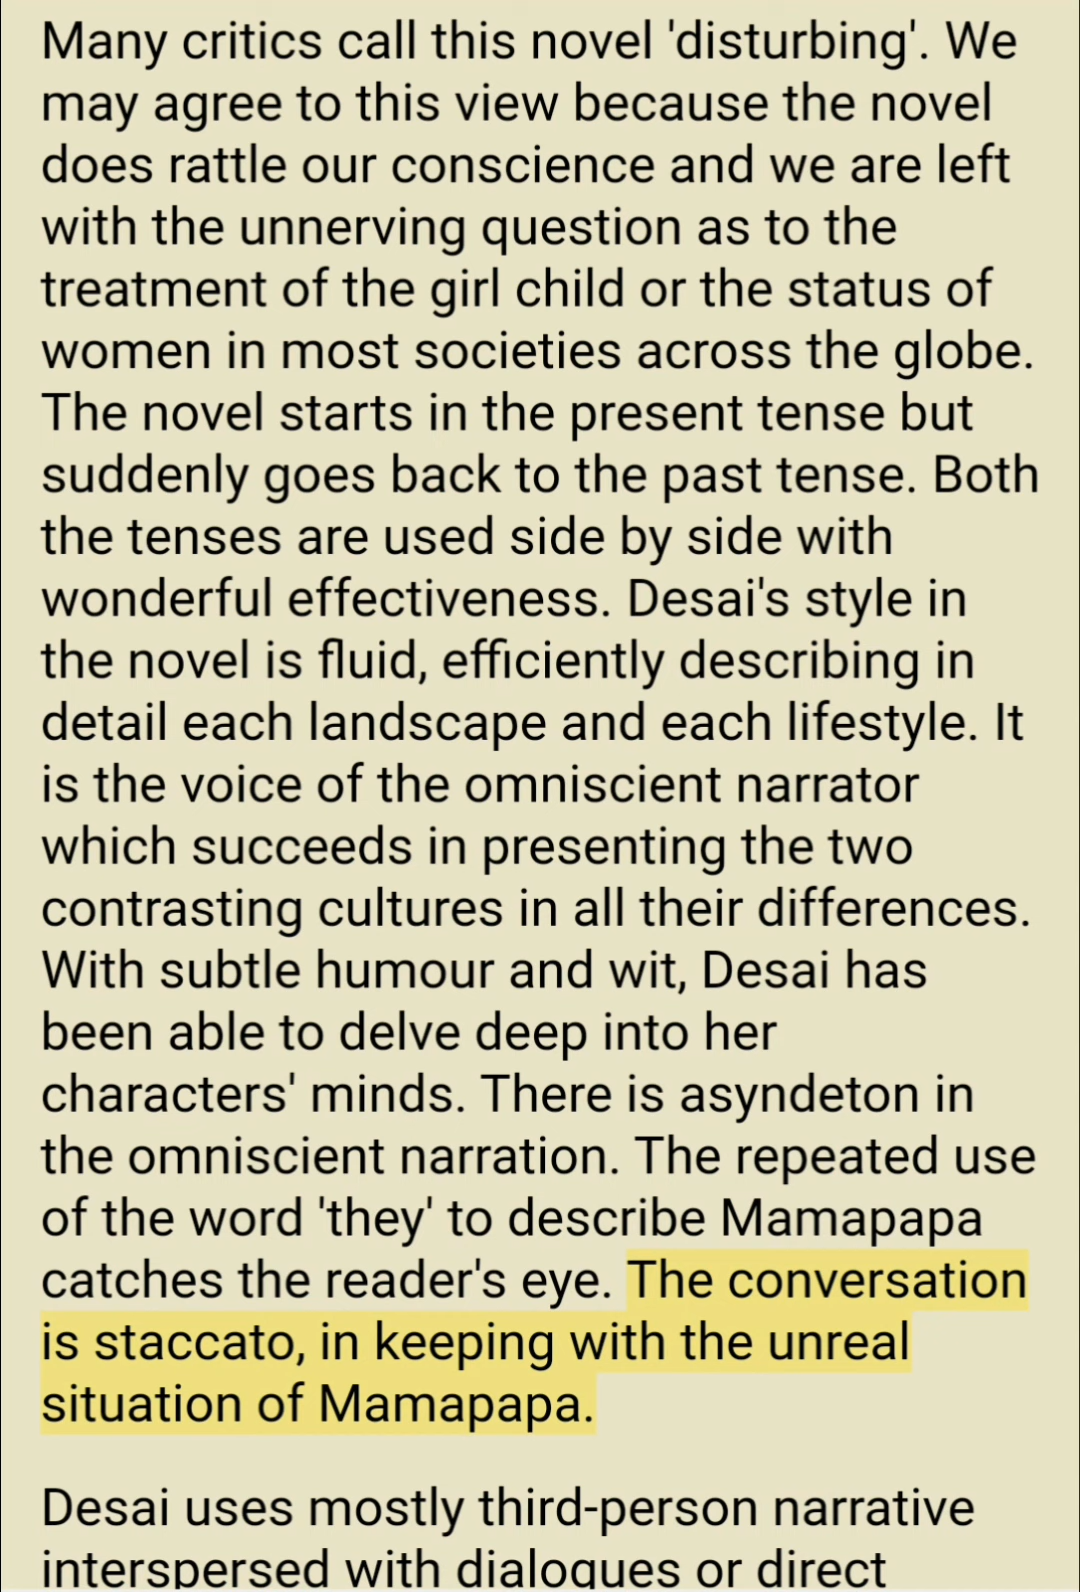 Many critics call this novel 'disturbing'. We
may agree to this view because the novel
does rattle our conscience and we are left
with the unnerving question as to the
treatment of the girl child or the status of
women in most societies across the globe.
The novel starts in the present tense but
suddenly goes back to the past tense. Both
the tenses are used side by side with
wonderful effectiveness. Desai's style in
the novel is fluid, efficiently describing in
detail each landscape and each lifestyle. It
is the voice of the omniscient narrator
which succeeds in presenting the two
contrasting cultures in all their differences.
With subtle humour and wit, Desai has
been able to delve deep into her
characters' minds. There is asyndeton in
the omniscient narration. The repeated use
of the word 'they' to describe Mamapapa
catches the reader's eye. The conversation
is staccato, in keeping with the unreal
situation of Mamapapa.
Desai uses mostly third-person narrative
interspersed with dialogues or direct